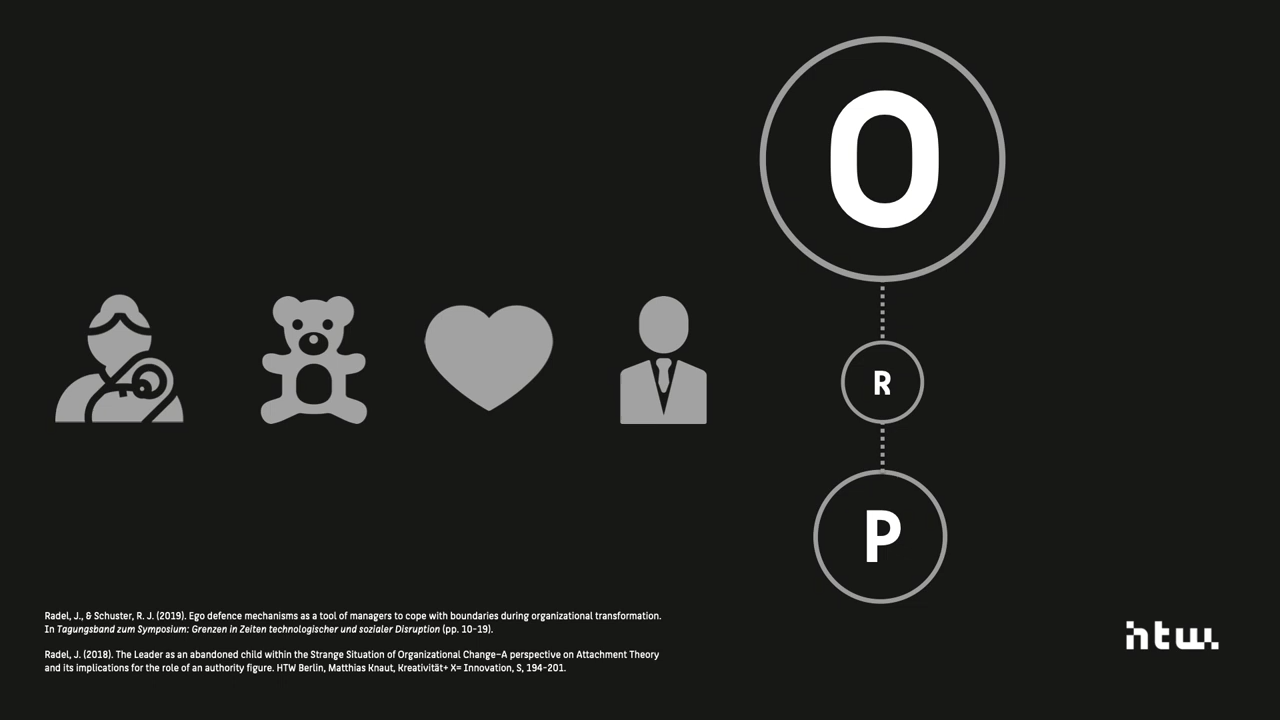 O
R
P
Radel, J., & Schuster, R. J. (2019). Ego defence mechanisms as a tool of managers to cope with boundaries during organizational transformation.
In Tagungsband zum Symposium: Grenzen in Zeiten technologischer und sozialer Disruption (pp. 10-19).
Radel, J. (2018). The Leader as an abandoned child within the Strange Situation of Organizational Change–A perspective on Attachment Theory
and its implications for the role of an authority figure. HTW Berlin, Matthias Knaut, Kreativität+ X= Innovation, S, 194-201.
htw.